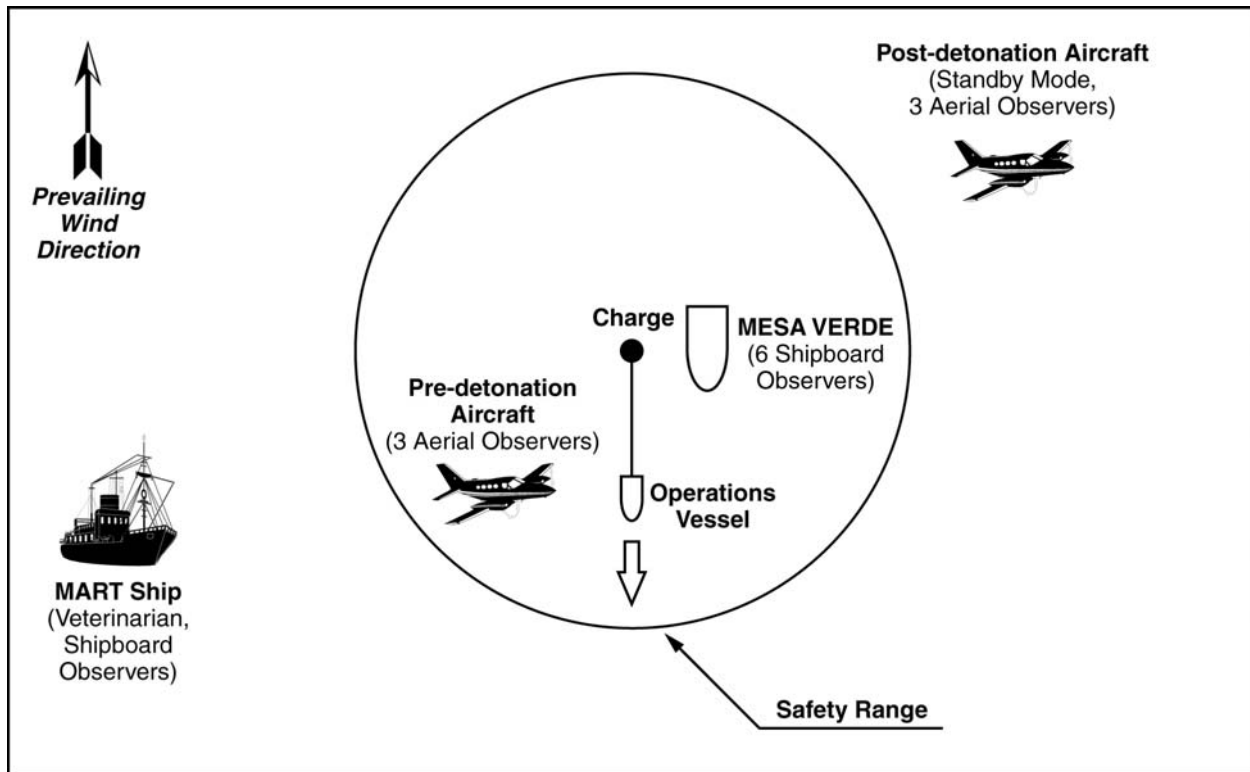 Post-detonation Aircraft
(Standby Mode,
3 Aerial Observers)
Prevailing
Wind
Direction
Charge
MESA VERDE
(6 Shipboard
Observers)
Pre-detonation
Aircraft
(3 Aerial Observers)
Operations
Vessel
MART Ship
(Veterinarian,
Shipboard
Observers)
Safety Range